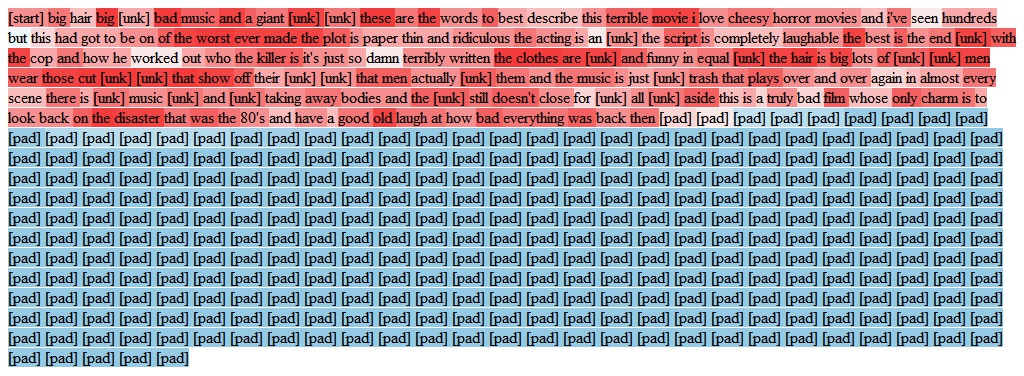 [start] big hair big [unk] bad music and a giant [unk] [unk] these are the words to best describe this terrible movie i love cheesy horror movies and i've seen hundreds
but this had got to be on of the worst ever made the plot is paper thin and ridiculous the acting is an [unk] the script is completely laughable the best is the end [unk] with
the cop and how he worked out who the killer is it's just so damn terribly written the clothes are [unk] and funny in equal [unk] the hair is big lots of [unk] [unk] men
wear those cut [unk] [unk] that show off their [unk] [unk] that men actually [unk] them and the music is just [unk] trash that plays over and over again in almost every
scene there is [unk] music [unk] and [unk] taking away bodies and the [unk] still doesn't close for [unk] all [unk] aside this is a truly bad film whose only charm is to
look back on the disaster that was the 80's and have a good old laugh at how bad everything was back then [pad] [pad] [pad] [pad] [pad] [pad] [pad] [pad] [pad]
[pad] [pad] [pad] [pad] [pad] [pad] [pad] [pad] [pad] [pad] [pad] [pad] [pad] [pad] [pad] [pad] [pad] [pad] [pad] [pad] [pad] [pad] [pad] [pad] [pad] [pad] [pad]
[pad] [pad] [pad] [pad] [pad] [pad] [pad] [pad] [pad] [pad] [pad] [pad] [pad] [pad] [pad] [pad] [pad] [pad] [pad] [pad] [pad] [pad] [pad] [pad] [pad] [pad] [pad]
[pad] [pad] [pad] [pad] [pad] [pad] [pad] [pad] [pad] [pad] [pad] [pad] [pad] [pad] [pad] [pad] [pad] [pad] [pad] [pad] [pad] [pad] [pad] [pad] [pad] [pad] [pad]
[pad] [pad] [pad] [pad] [pad] [pad] [pad] [pad] [pad] [pad] [pad] [pad] [pad] [pad] [pad] [pad] [pad] [pad] [pad] [pad] [pad] [pad] [pad] [pad] [pad] [pad] [pad]
[pad] [pad] [pad] [pad] [pad] [pad] [pad] [pad] [pad] [pad] [pad] [pad] [pad] [pad] [pad] [pad] [pad] [pad] [pad] [pad] [pad] [pad] [pad] [pad] [pad] [pad] [pad]
[pad] [pad] [pad] [pad] [pad] [pad] [pad] [pad] [pad] [pad] [pad] [pad] [pad] [pad] [pad] [pad] [pad] [pad] [pad] [pad] [pad] [pad] [pad] [pad] [pad] [pad] [pad]
[pad] [pad] [pad] [pad] [pad] [pad] [pad] [pad] [pad] [pad] [pad] [pad] [pad] [pad] [pad] [pad] [pad] [pad] [pad] [pad] [pad] [pad] [pad] [pad] [pad] [pad] [pad]
[pad] [pad] [pad] [pad] [pad] [pad] [pad] [pad] [pad] [pad] [pad] [pad] [pad] [pad] [pad] [pad] [pad] [pad] [pad] [pad] [pad] [pad] [pad] [pad] [pad] [pad] [pad]
[pad] [pad] [pad] [pad] [pad] [pad] [pad] [pad] [pad] [pad] [pad] [pad] [pad] [pad] [pad] [pad] [pad] [pad] [pad] [pad] [pad] [pad] [pad] [pad] [pad] [pad] [pad]
[pad] [pad] [pad] [pad] [pad] [pad] [pad] [pad] [pad] [pad] [pad] [pad] [pad] [pad] [pad] [pad] [pad] [pad] [pad] [pad] [pad] [pad] [pad] [pad] [pad] [pad] [pad]
[pad] [pad] [pad] [pad] [pad] [pad] [pad] [pad] [pad] [pad] [pad] [pad] [pad] [pad] [pad] [pad] [pad] [pad] [pad] [pad] [pad] [pad] [pad] [pad] [pad] [pad] [pad]
[pad] [pad] [pad] [pad] [pad]